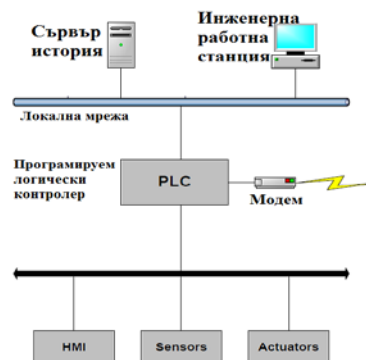 Сървър
история
Инженерна
работна
станция
Локална мрежа
Програмируем
логически
контролер
PLC
Модем
HMI
Sensors
Actuators